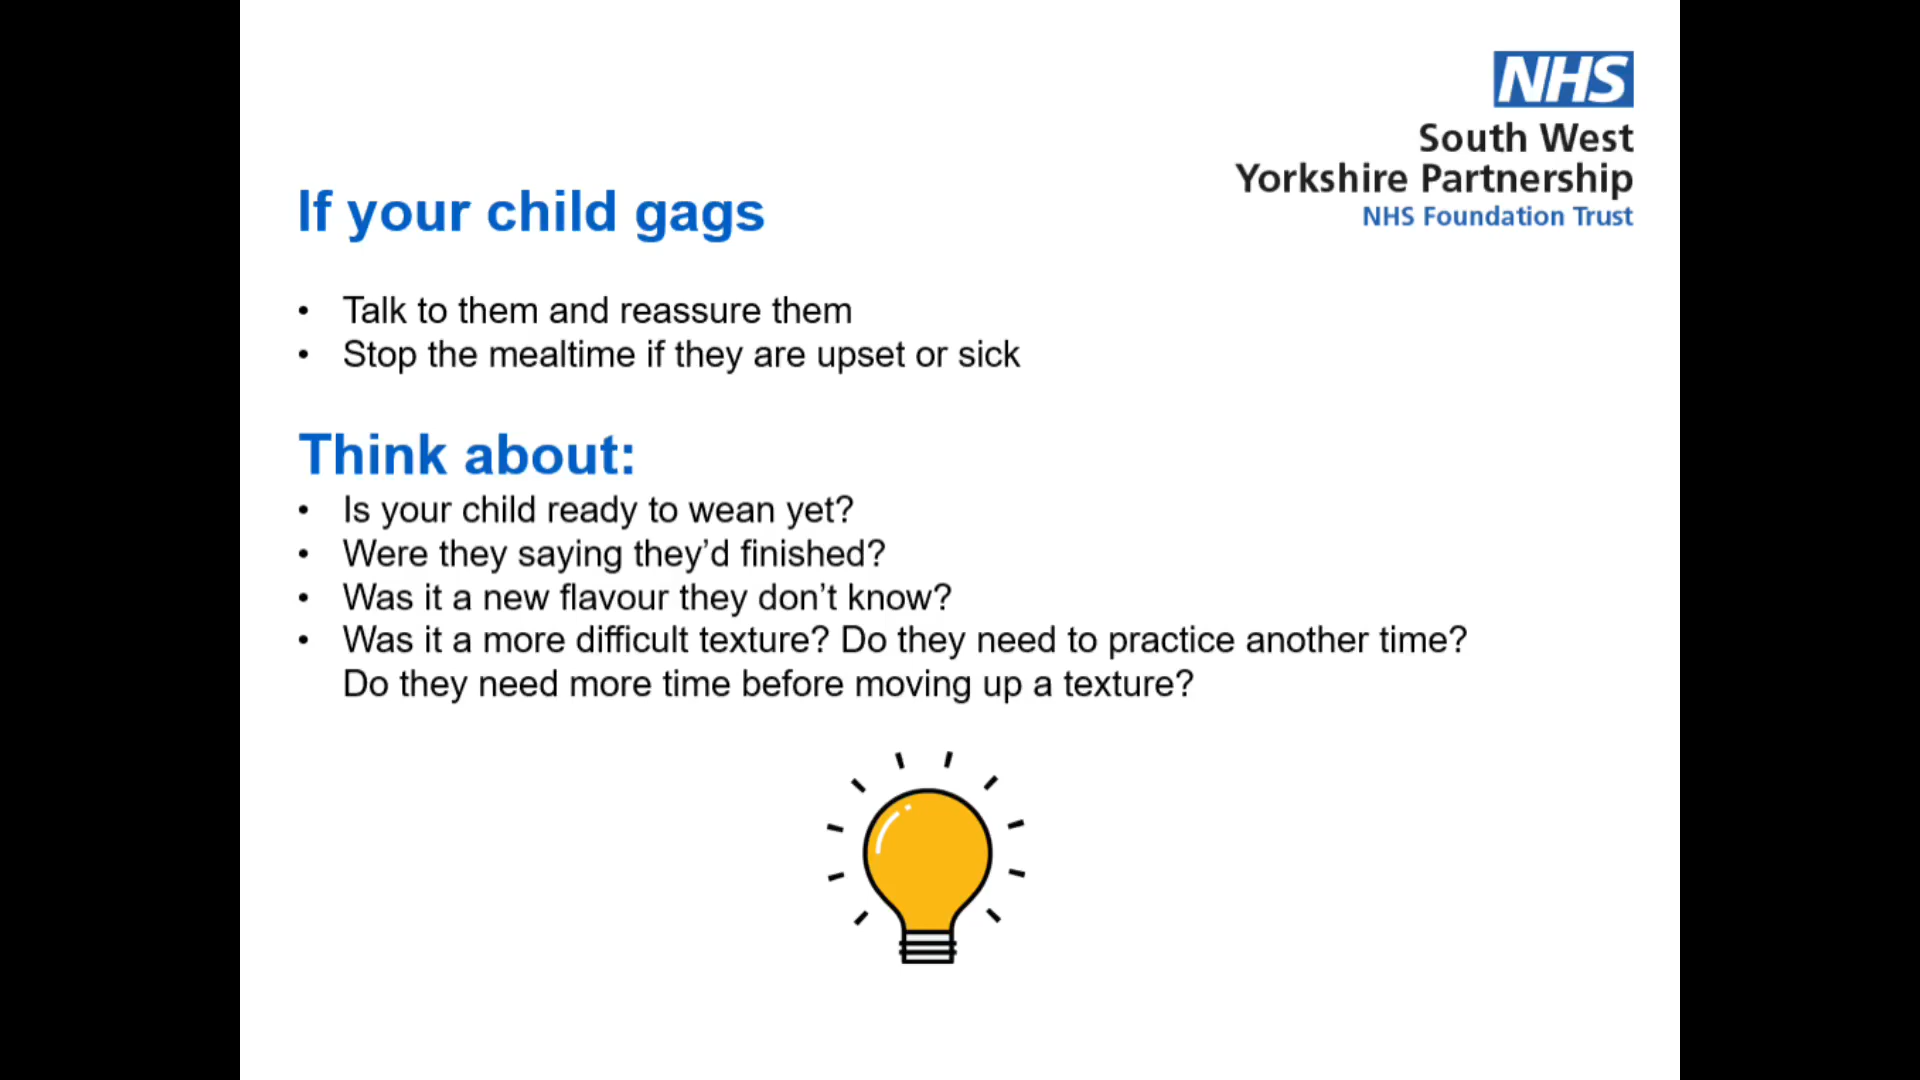 NHS
South West
Yorkshire Partnership
NHS Foundation Trust
If your child gags
• Talk to them and reassure them
• Stop the mealtime if they are upset or sick
Think about:
• Is your child ready to wean yet?
• Were they saying they’d finished?
• Was it a new flavour they don’t know?
• Was it a more difficult texture? Do they need to practice another time?
Do they need more time before moving up a texture?